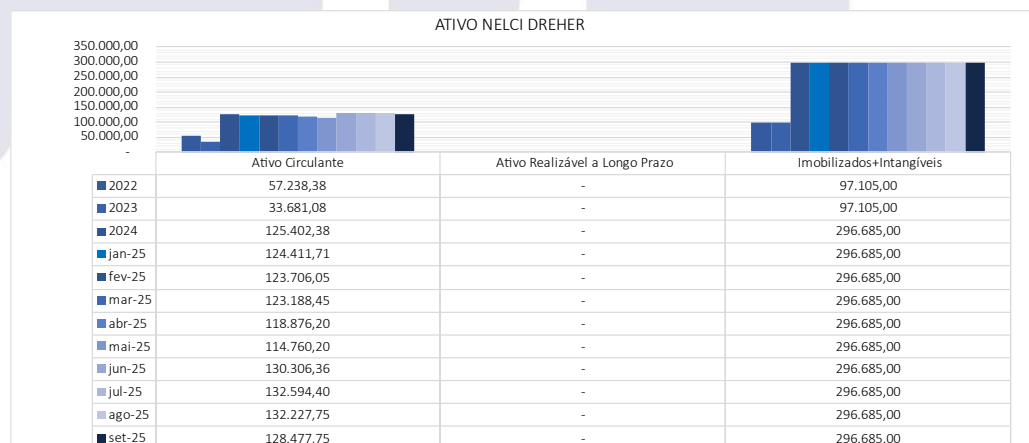 ATIVO NELCI DREHER
350.000,00
300.000,00
250.000,00
200.000,00
150.000,00
100.000,00
50.000,00
-
Ativo Circulante Ativo Realizável a Longo Prazo Imobilizados+Intangíveis
2022 57.238,38 - 97.105,00
2023 33.681,08 - 97.105,00
2024 125.402,38 - 296.685,00
jan-25 124.411,71 - 296.685,00
fev-25 123.706,05 - 296.685,00
mar-25 123.188,45 - 296.685,00
abr-25 118.876,20 - 296.685,00
mai-25 114.760,20 - 296.685,00
jun-25 130.306,36 - 296.685,00
jul-25 132.594,40 - 296.685,00
ago-25 132.227,75 - 296.685,00
set-25 128.477,75 - 296.685,00